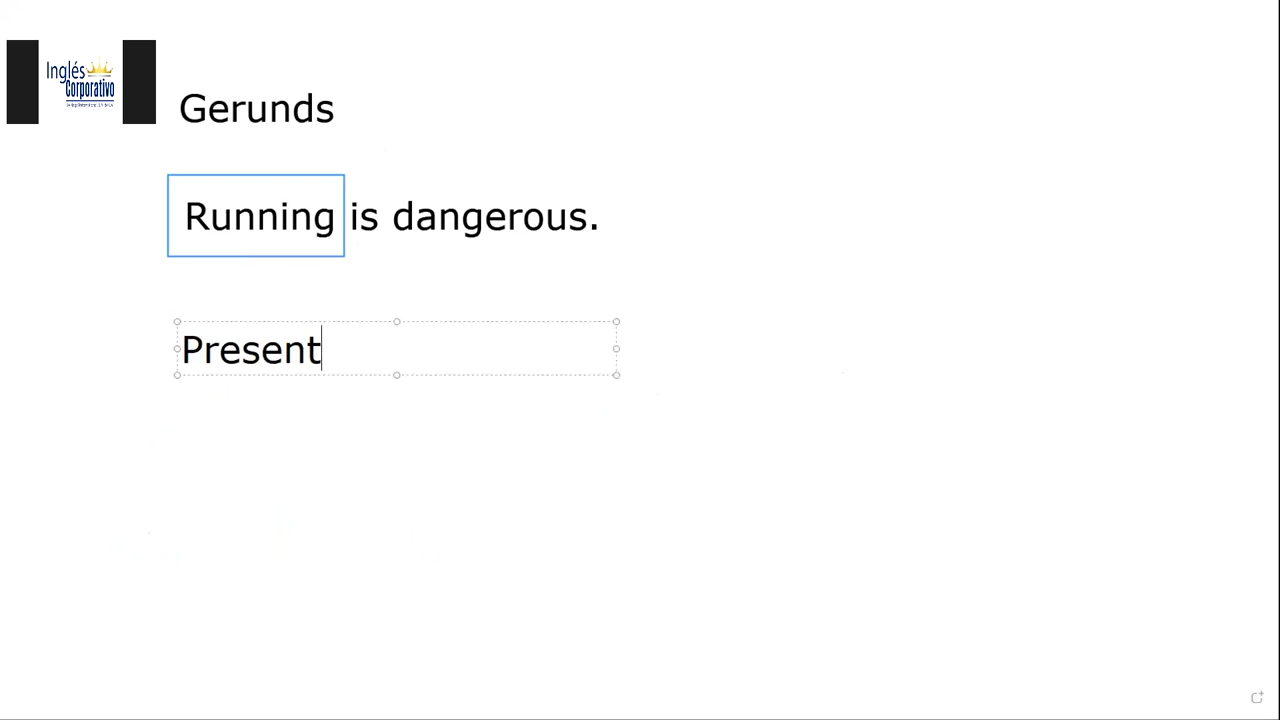 Inglés
Corporativo
Gerunds
Running is dangerous.
Present